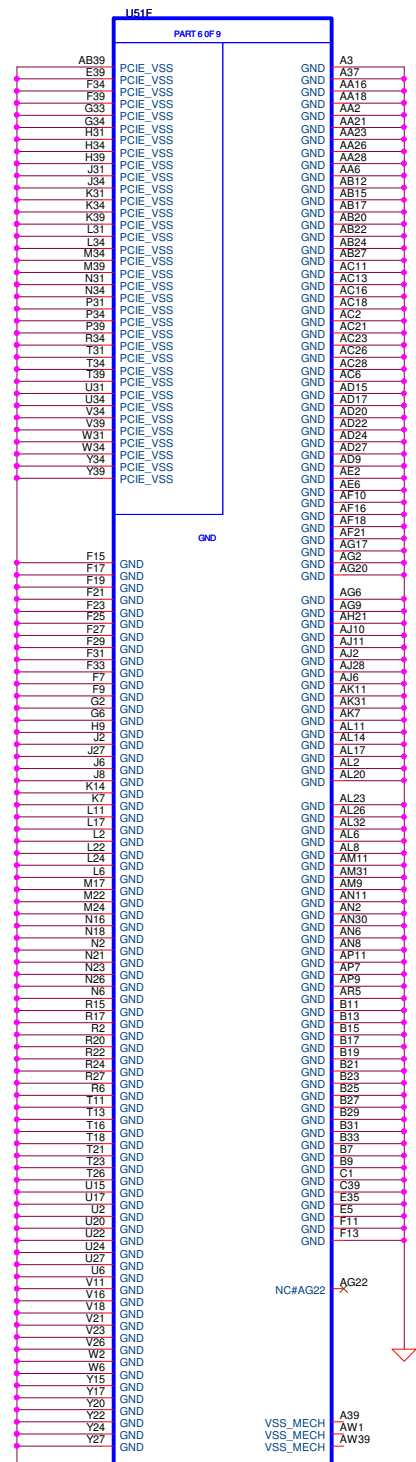 U51F
PART 6 0F 9
AB39 PCIE_VSS
E39 PCIE_VSS
F34 PCIE_VSS
F39 PCIE_VSS
G33 PCIE_VSS
G34 PCIE_VSS
H31 PCIE_VSS
H34 PCIE_VSS
H39 PCIE_VSS
J31 PCIE_VSS
J34 PCIE_VSS
K31 PCIE_VSS
K34 PCIE_VSS
K39 PCIE_VSS
L31 PCIE_VSS
L34 PCIE_VSS
M34 PCIE_VSS
M39 PCIE_VSS
N31 PCIE_VSS
N34 PCIE_VSS
P31 PCIE_VSS
P34 PCIE_VSS
P39 PCIE_VSS
R34 PCIE_VSS
T31 PCIE_VSS
T34 PCIE_VSS
T39 PCIE_VSS
U31 PCIE_VSS
U34 PCIE_VSS
V34 PCIE_VSS
V39 PCIE_VSS
W31 PCIE_VSS
W34 PCIE_VSS
Y34 PCIE_VSS
Y39 PCIE_VSS
GND
F15 GND
F17 GND
F19 GND
F21 GND
F23 GND
F25 GND
F27 GND
F29 GND
F31 GND
F33 GND
F7 GND
F9 GND
G2 GND
G6 GND
H9 GND
J2 GND
J27 GND
J6 GND
J8 GND
K14 GND
K7 GND
L11 GND
L17 GND
L2 GND
L22 GND
L24 GND
L6 GND
M17 GND
M22 GND
M24 GND
N16 GND
N18 GND
N2 GND
N21 GND
N23 GND
N26 GND
N6 GND
R15 GND
R17 GND
R2 GND
R20 GND
R22 GND
R24 GND
R27 GND
R6 GND
T11 GND
T13 GND
T16 GND
T18 GND
T21 GND
T23 GND
T26 GND
U15 GND
U17 GND
U2 GND
U20 GND
U22 GND
U24 GND
U27 GND
U6 GND
V11 GND
V16 GND
V18 GND
V21 GND
V23 GND
V26 GND
W2 GND
W6 GND
Y15 GND
Y17 GND
Y20 GND
Y22 GND
Y24 GND
Y27 GND
GND A3
GND A37
GND AA16
GND AA18
GND AA2
GND AA21
GND AA23
GND AA26
GND AA28
GND AA6
GND AB12
GND AB15
GND AB17
GND AB20
GND AB22
GND AB24
GND AB27
GND AC11
GND AC13
GND AC16
GND AC18
GND AC2
GND AC21
GND AC23
GND AC26
GND AC28
GND AC6
GND AD15
GND AD17
GND AD20
GND AD22
GND AD24
GND AD27
GND AD9
GND AE2
GND AE6
GND AF10
GND AF16
GND AF18
GND AF21
GND AG17
GND AG2
GND AG20
GND AG6
GND AG9
GND AH21
GND AJ10
GND AJ11
GND AJ2
GND AJ28
GND AJ6
GND AK11
GND AK31
GND AK7
GND AL11
GND AL14
GND AL17
GND AL2
GND AL20
GND AL23
GND AL26
GND AL32
GND AL6
GND AL8
GND AM11
GND AM31
GND AM9
GND AN11
GND AN2
GND AN30
GND AN6
GND AN8
GND AP11
GND AP7
GND AP9
GND AR5
GND B11
GND B13
GND B15
GND B17
GND B19
GND B21
GND B23
GND B25
GND B27
GND B29
GND B31
GND B33
GND B7
GND B9
GND C1
GND C39
GND E35
GND E5
GND F11
GND F13
NC#AG22 AG22
VSS_MECH A39
VSS_MECH AW1
VSS_MECH AW39